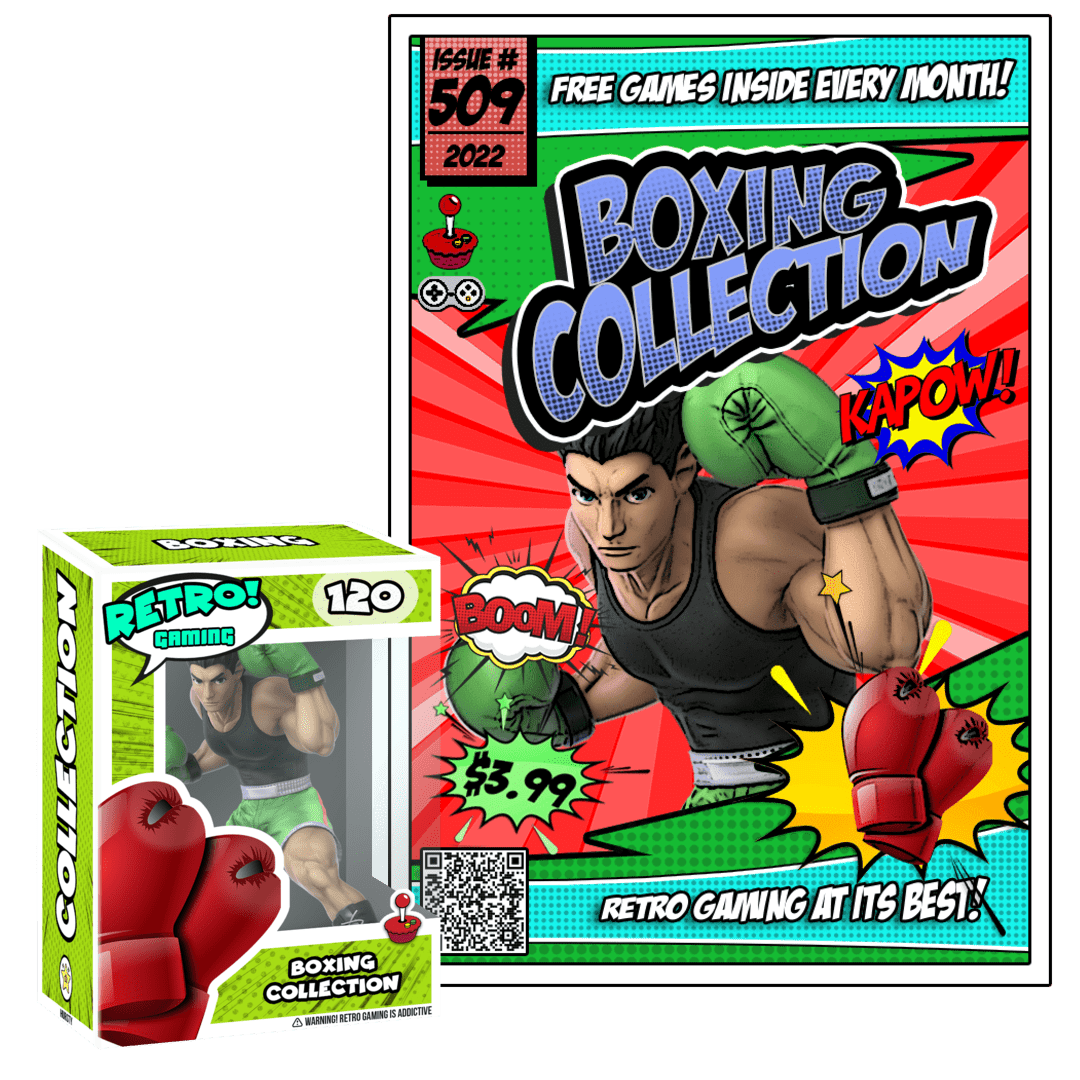 ISSUE #
509
2022
FREE GAMES INSIDE EVERY MONTH!
BOXING
COLLECTION
KAPOW!
BOOM!
$3.99
RETRO GAMING AT ITS BEST!
BOXING
RETRO!
GAMING
120
COLLECTION
BOXING
COLLECTION
WARNING! RETRO GAMING IS ADDICTIVE